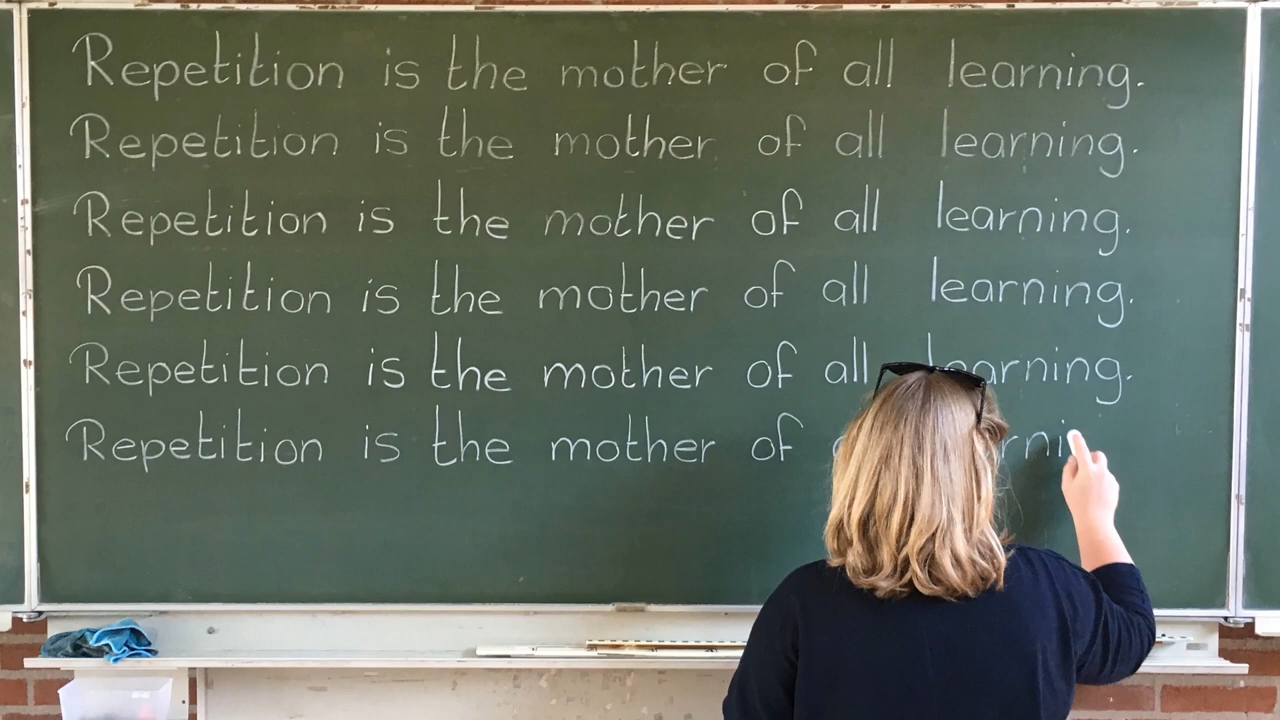 Repetition is the mother of all learning.
Repetition is the mother of all learning.
Repetition is the mother of all learning.
Repetition is the mother of all learning.
Repetition is the mother of all learning.
Repetition is the mother of